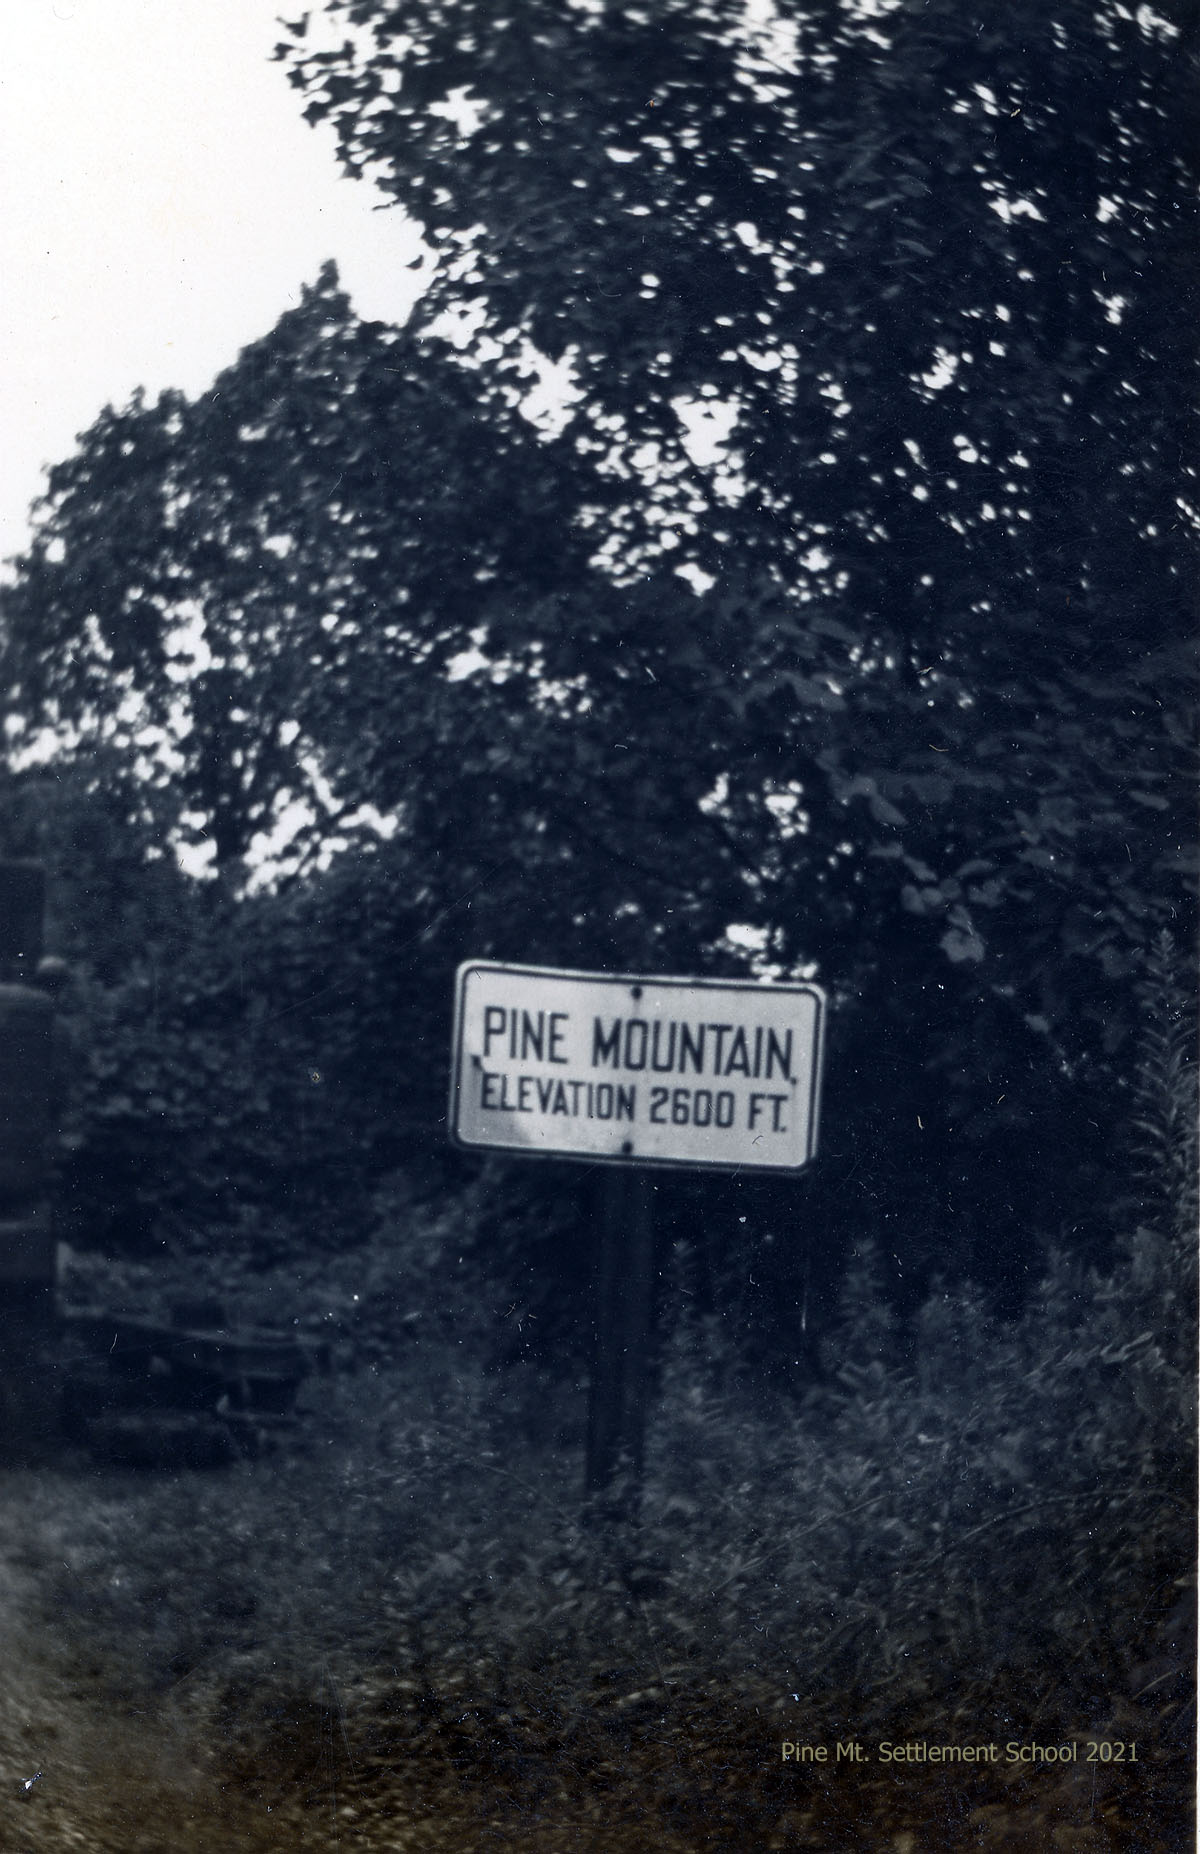 PINE MOUNTAIN.
ELEVATION 2600 FT.
Pine Mt. Settlement School 2021